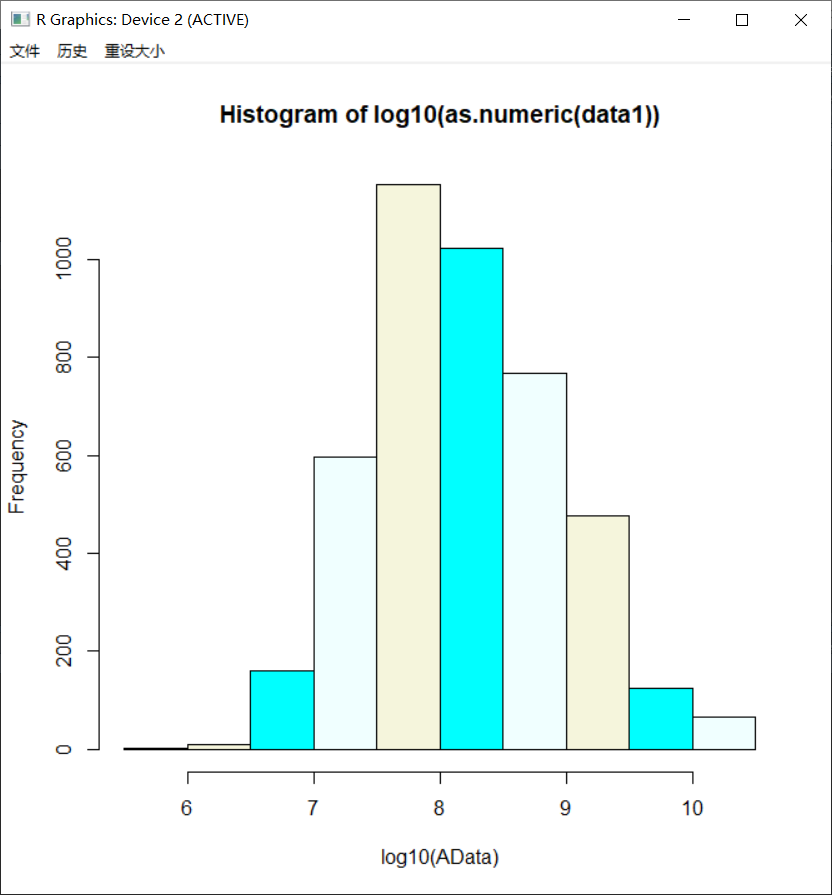 R Graphics: Device 2 (ACTIVE)
文件 历史 重设大小
Histogram of log10(as.numeric(data1))
Frequency
1000
800
600
400
200
0
6 7 8 9 10
log10(AData)